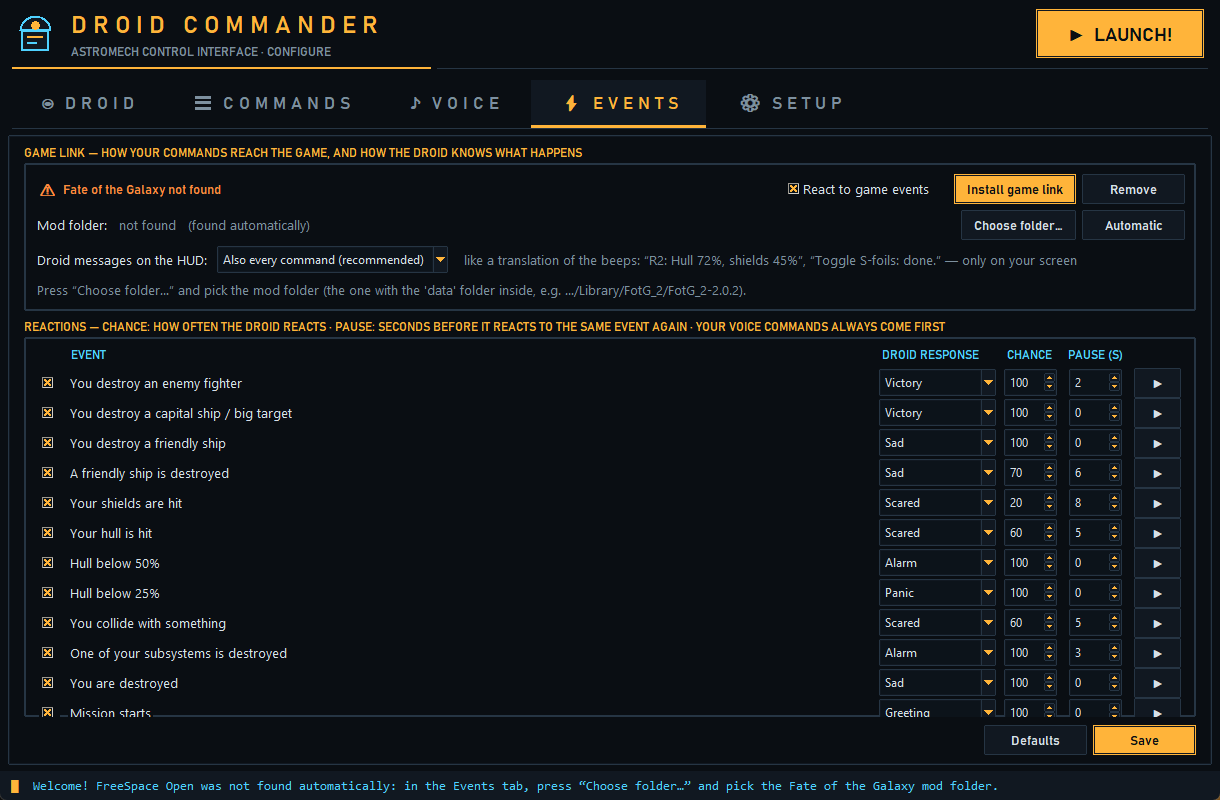 DROID COMMANDER
ASTROMECH CONTROL INTERFACE · CONFIGURE
► LAUNCH!
DROID
COMMANDS
♪ VOICE
EVENTS
SETUP
GAME LINK — HOW YOUR COMMANDS REACH THE GAME, AND HOW THE DROID KNOWS WHAT HAPPENS
⚠ Fate of the Galaxy not found
React to game events
Install game link
Remove
Mod folder: not found (found automatically)
Choose folder…
Automatic
Droid messages on the HUD: Also every command (recommended) like a translation of the beeps: “R2: Hull 72%, shields 45%”, “Toggle S-foils: done.” — only on your screen
Press “Choose folder…” and pick the mod folder (the one with the 'data' folder inside, e.g. .../Library/FotG_2/FotG_2-2.0.2).
REACTIONS — CHANCE: HOW OFTEN THE DROID REACTS · PAUSE: SECONDS BEFORE IT REACTS TO THE SAME EVENT AGAIN · YOUR VOICE COMMANDS ALWAYS COME FIRST
EVENT DROID RESPONSE CHANCE PAUSE (S)
You destroy an enemy fighter Victory 100 2 ►
You destroy a capital ship / big target Victory 100 0 ►
You destroy a friendly ship Sad 100 0 ►
A friendly ship is destroyed Sad 70 6 ►
Your shields are hit Scared 20 8 ►
Your hull is hit Scared 60 5 ►
Hull below 50% Alarm 100 0 ►
Hull below 25% Panic 100 0 ►
You collide with something Scared 60 5 ►
One of your subsystems is destroyed Alarm 100 3 ►
You are destroyed Sad 100 0 ►
Mission starts Greeting 100 0 ►
Defaults
Save
Welcome! FreeSpace Open was not found automatically: in the Events tab, press “Choose folder…” and pick the Fate of the Galaxy mod folder.